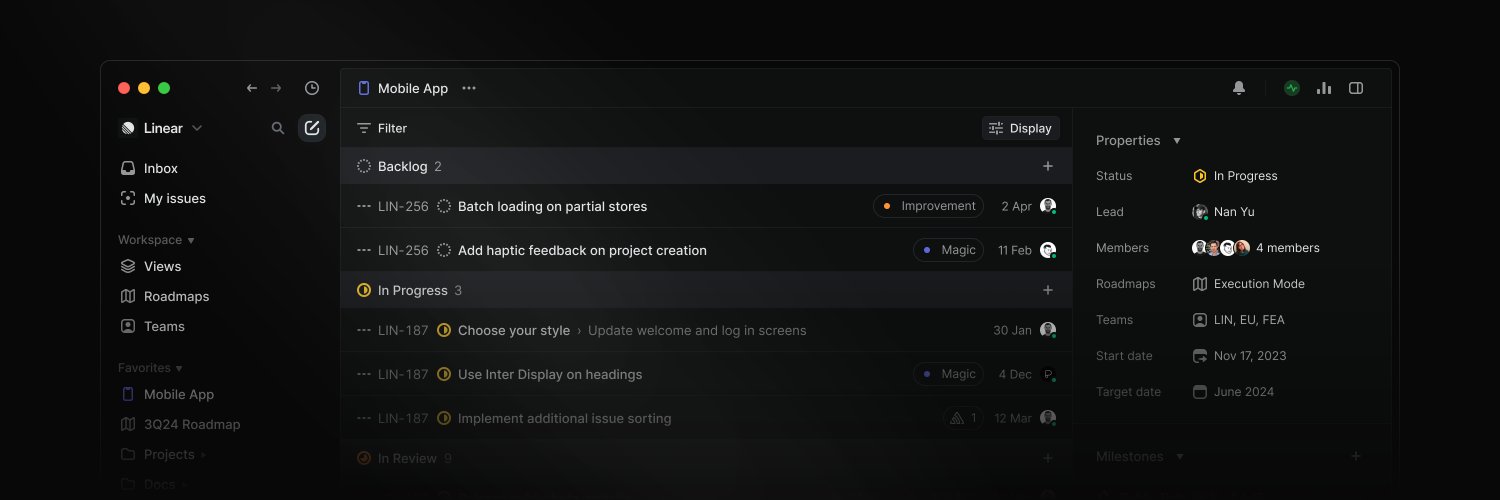 Linear
Inbox
My issues
Workspace
Views
Roadmaps
Teams
Favorites
Mobile App
3Q24 Roadmap
Projects
Docs
Mobile App
Filter
Display
Backlog 2
LIN-256 Batch loading on partial stores Improvement 2 Apr
LIN-256 Add haptic feedback on project creation Magic 11 Feb
In Progress 3
LIN-187 Choose your style › Update welcome and log in screens 30 Jan
LIN-187 Use Inter Display on headings Magic 4 Dec
LIN-187 Implement additional issue sorting 1 12 Mar
In Review 9
Properties
Status In Progress
Lead Nan Yu
Members 4 members
Roadmaps Execution Mode
Teams LIN, EU, FEA
Start date Nov 17, 2023
Target date June 2024
Milestones